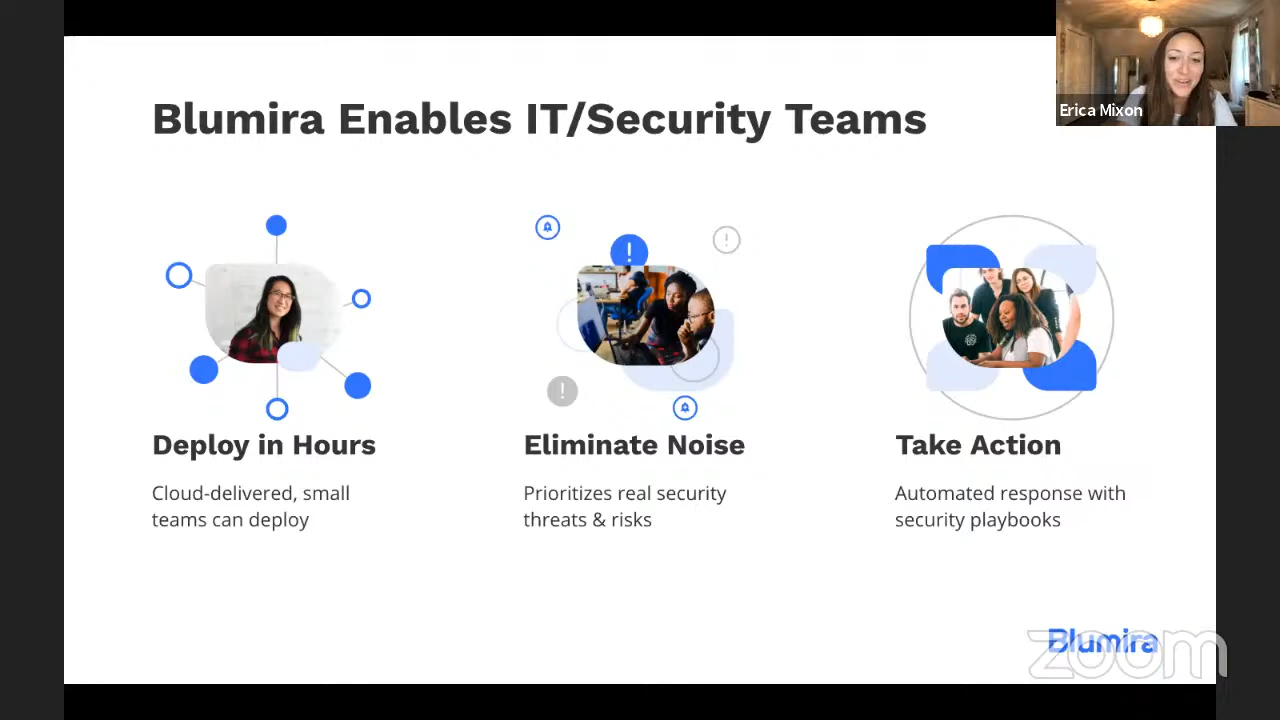 Blumira Enables IT/Security Teams
Erica Mixon
!
!
!
Deploy in Hours
Eliminate Noise
Take Action
Cloud-delivered, small
teams can deploy
Prioritizes real security
threats & risks
Automated response with
security playbooks
Blumira
zoom